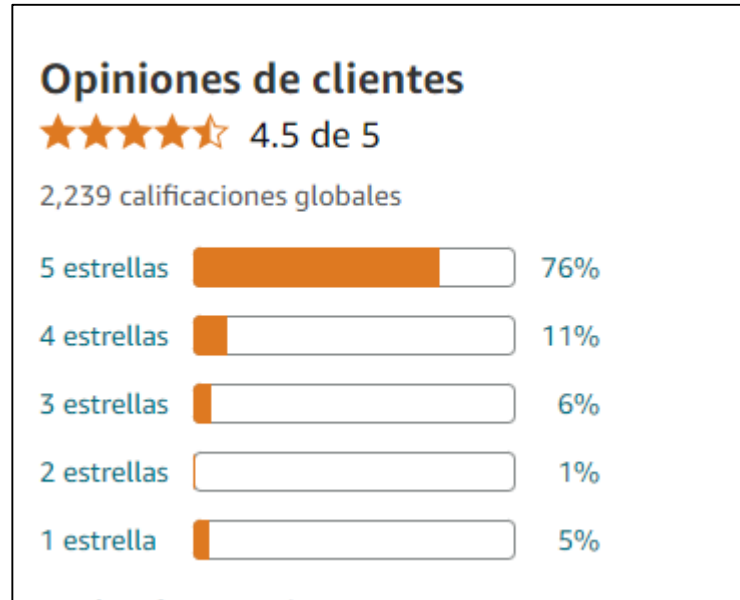 Opiniones de clientes
4.5 de 5
2,239 calificaciones globales
5 estrellas 76%
4 estrellas 11%
3 estrellas 6%
2 estrellas 1%
1 estrella 5%